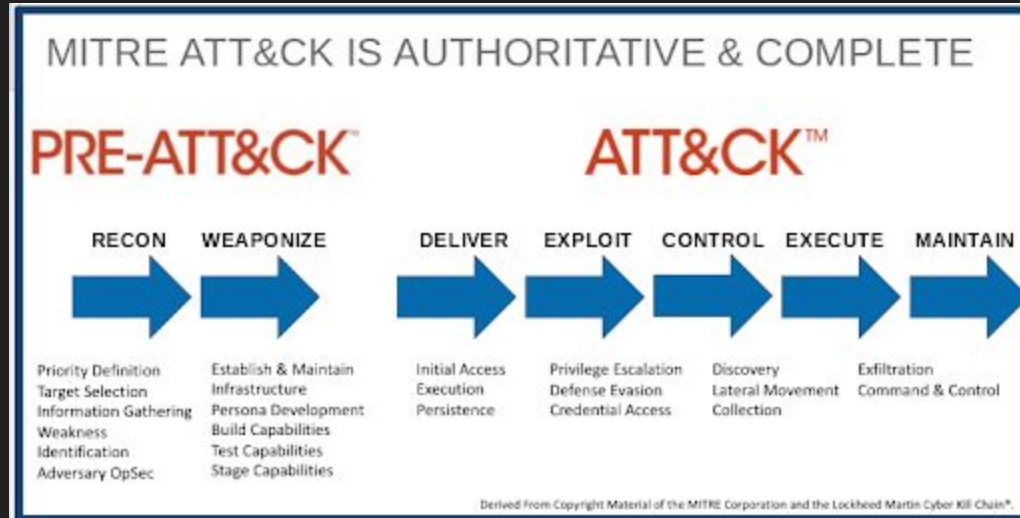 MITRE ATT&CK IS AUTHORITATIVE & COMPLETE
PRE-ATT&CK™
ATT&CK™
RECON WEAPONIZE DELIVER EXPLOIT CONTROL EXECUTE MAINTAIN
Priority Definition
Target Selection
Information Gathering
Weakness
Identification
Adversary OpSec
Establish & Maintain
Infrastructure
Persona Development
Build Capabilities
Test Capabilities
Stage Capabilities
Initial Access
Execution
Persistence
Privilege Escalation
Defense Evasion
Credential Access
Discovery
Lateral Movement
Collection
Exfiltration
Command & Control
Derived From Copyright Material of the MITRE Corporation and the Lockheed Martin Cyber Kill Chain®.